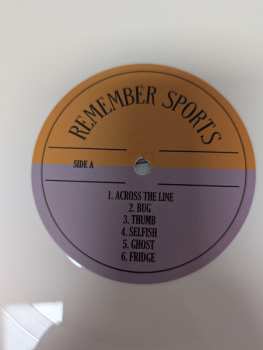 REMEMBER SPORTS
SIDE A
1. ACROSS THE LINE
2. BUG
3. THUMB
4. SELFISH
5. GHOST
6. FRIDGE